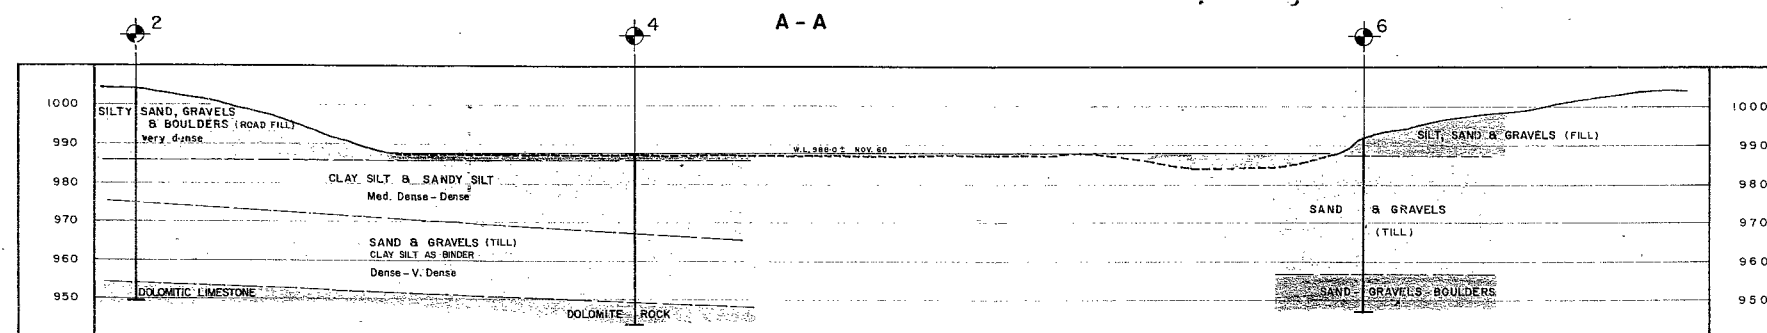 A - A
2
4
6
1000
990
980
970
960
950
SILTY SAND, GRAVELS
& BOULDERS (ROAD FILL)
Very dense
CLAY SILT & SANDY SILT
Med. Dense - Dense
SAND & GRAVELS (TILL)
CLAY SILT AS BINDER
Dense - V. Dense
DOLOMITIC LIMESTONE
DOLOMITE ROCK
W.L. 988.0 ± NOV. 60
SILT, SAND & GRAVELS (FILL)
SAND & GRAVELS
(TILL)
SAND - GRAVELS BOULDERS
1000
990
980
970
960
950